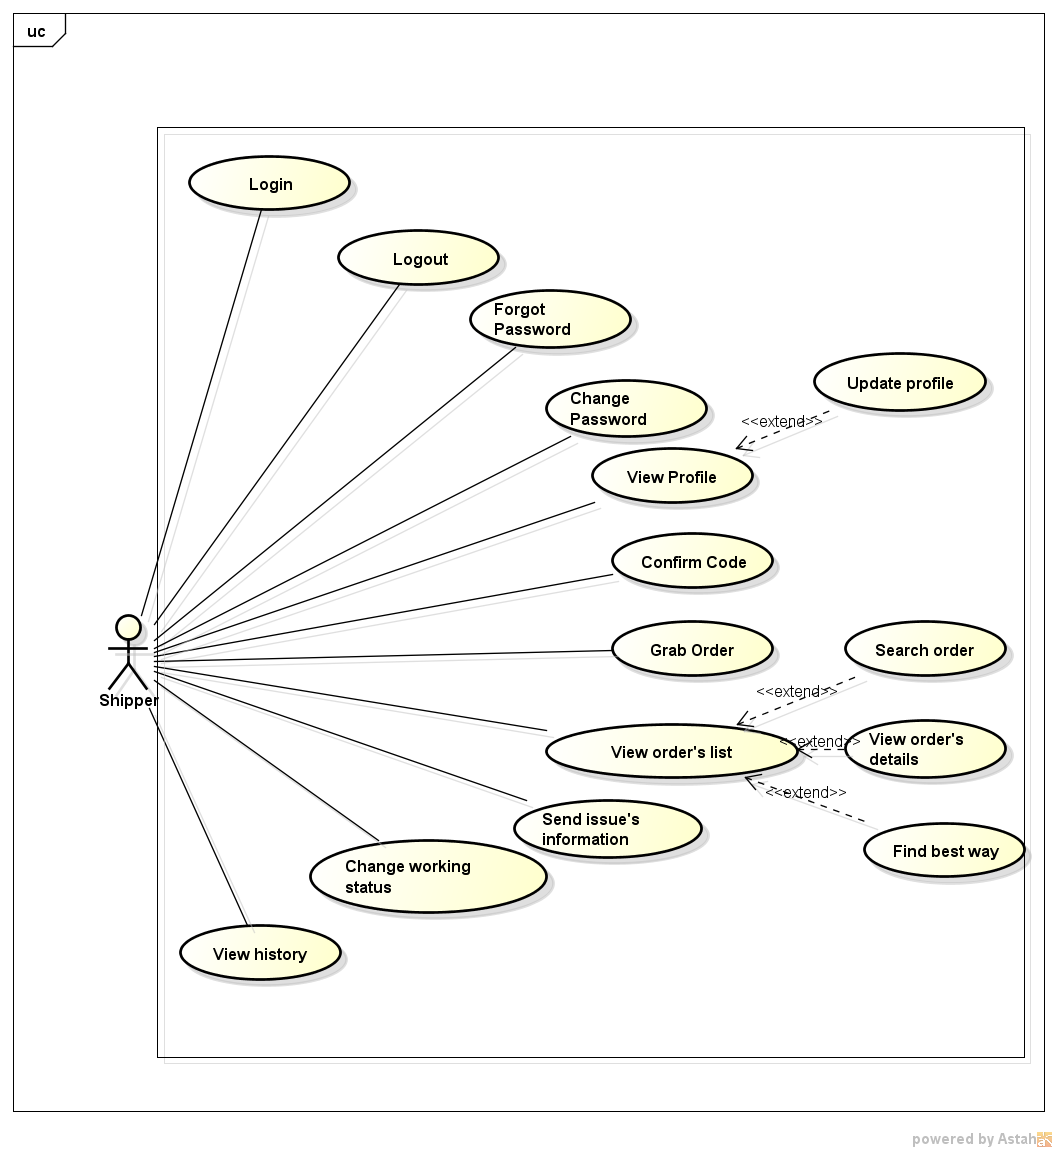 uc
Login
Logout
Forgot
Password
Change
Password
Update profile
<<extend>>
View Profile
Confirm Code
Grab Order
Search order
<<extend>>
Shipper
View order's list
<<extend>>
View order's
details
<<extend>>
Send issue's
information
Find best way
Change working
status
View history
powered by Astah